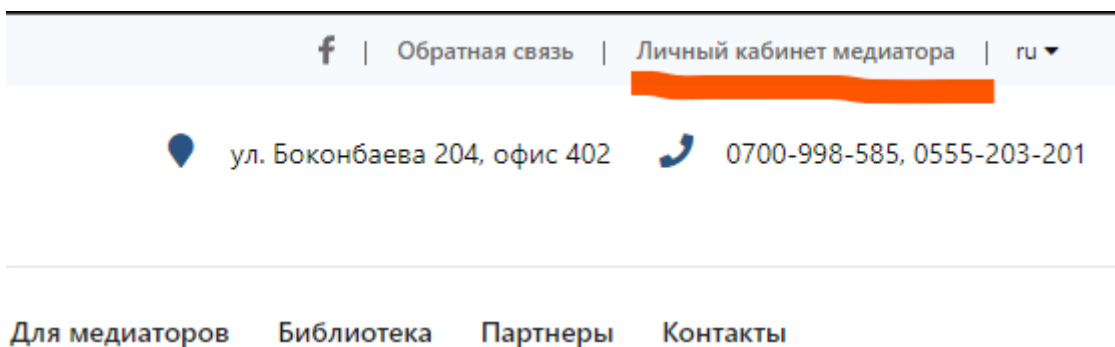 f | Обратная связь | Личный кабинет медиатора | ru
ул. Боконбаева 204, офис 402 0700-998-585, 0555-203-201
Для медиаторов Библиотека Партнеры Контакты